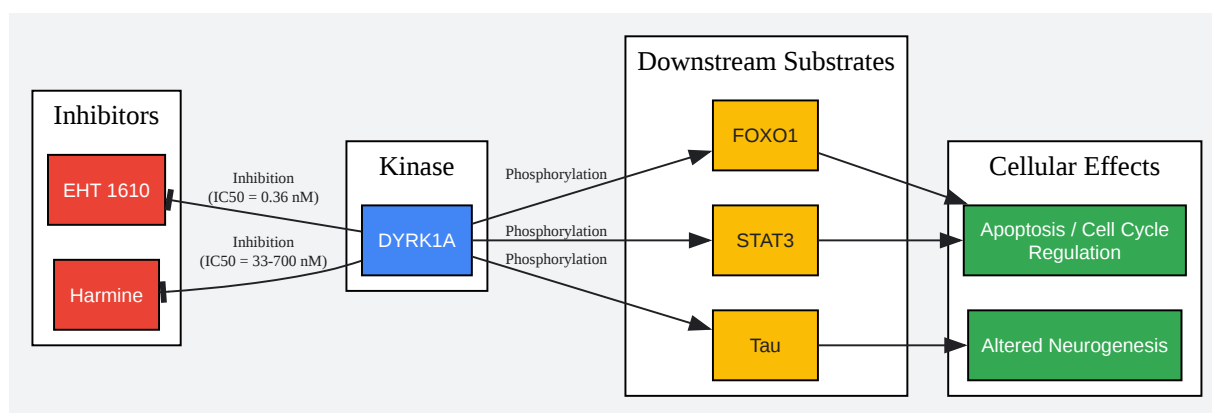 Inhibitors
EHT 1610
Harmine
Inhibition
(IC50 = 0.36 nM)
Inhibition
(IC50 = 33-700 nM)
Kinase
DYRK1A
Phosphorylation
Phosphorylation
Phosphorylation
Downstream Substrates
FOXO1
STAT3
Tau
Cellular Effects
Apoptosis / Cell Cycle
Regulation
Altered Neurogenesis